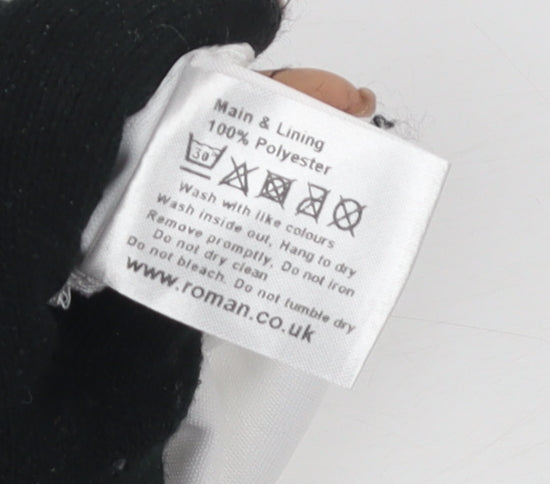 Main & Lining
100% Polyester
30°
Wash with like colours
Wash inside out, Hang to dry
Remove promptly, Do not iron
Do not dry clean
Do not bleach. Do not tumble dry
www.roman.co.uk